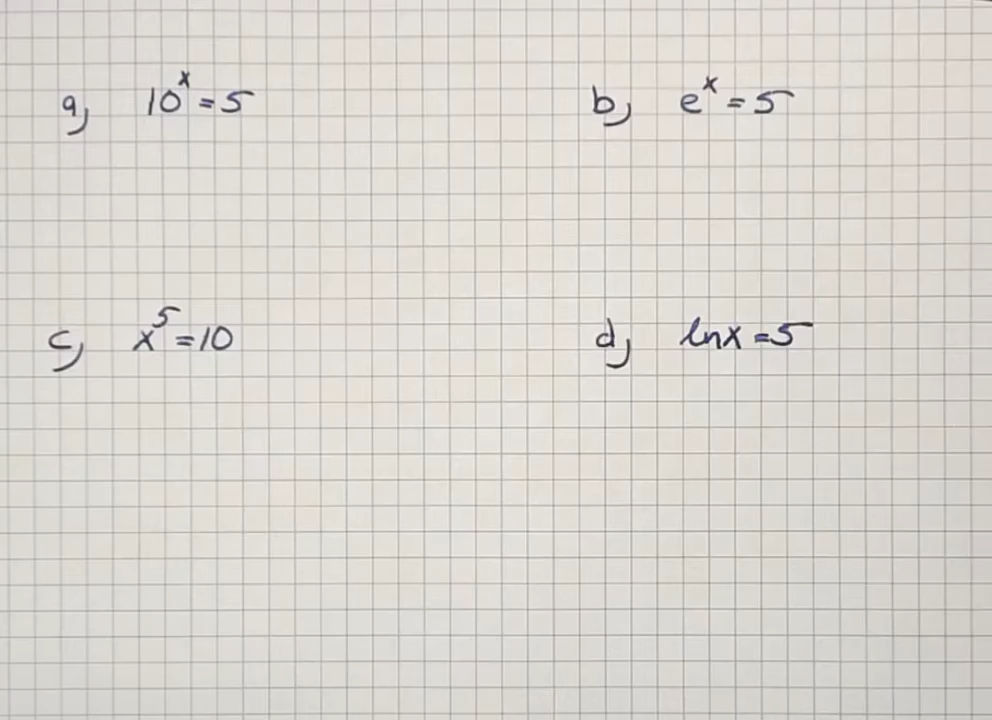 a) 10^x = 5
b) e^x = 5
c) x^5 = 10
d) ln x = 5